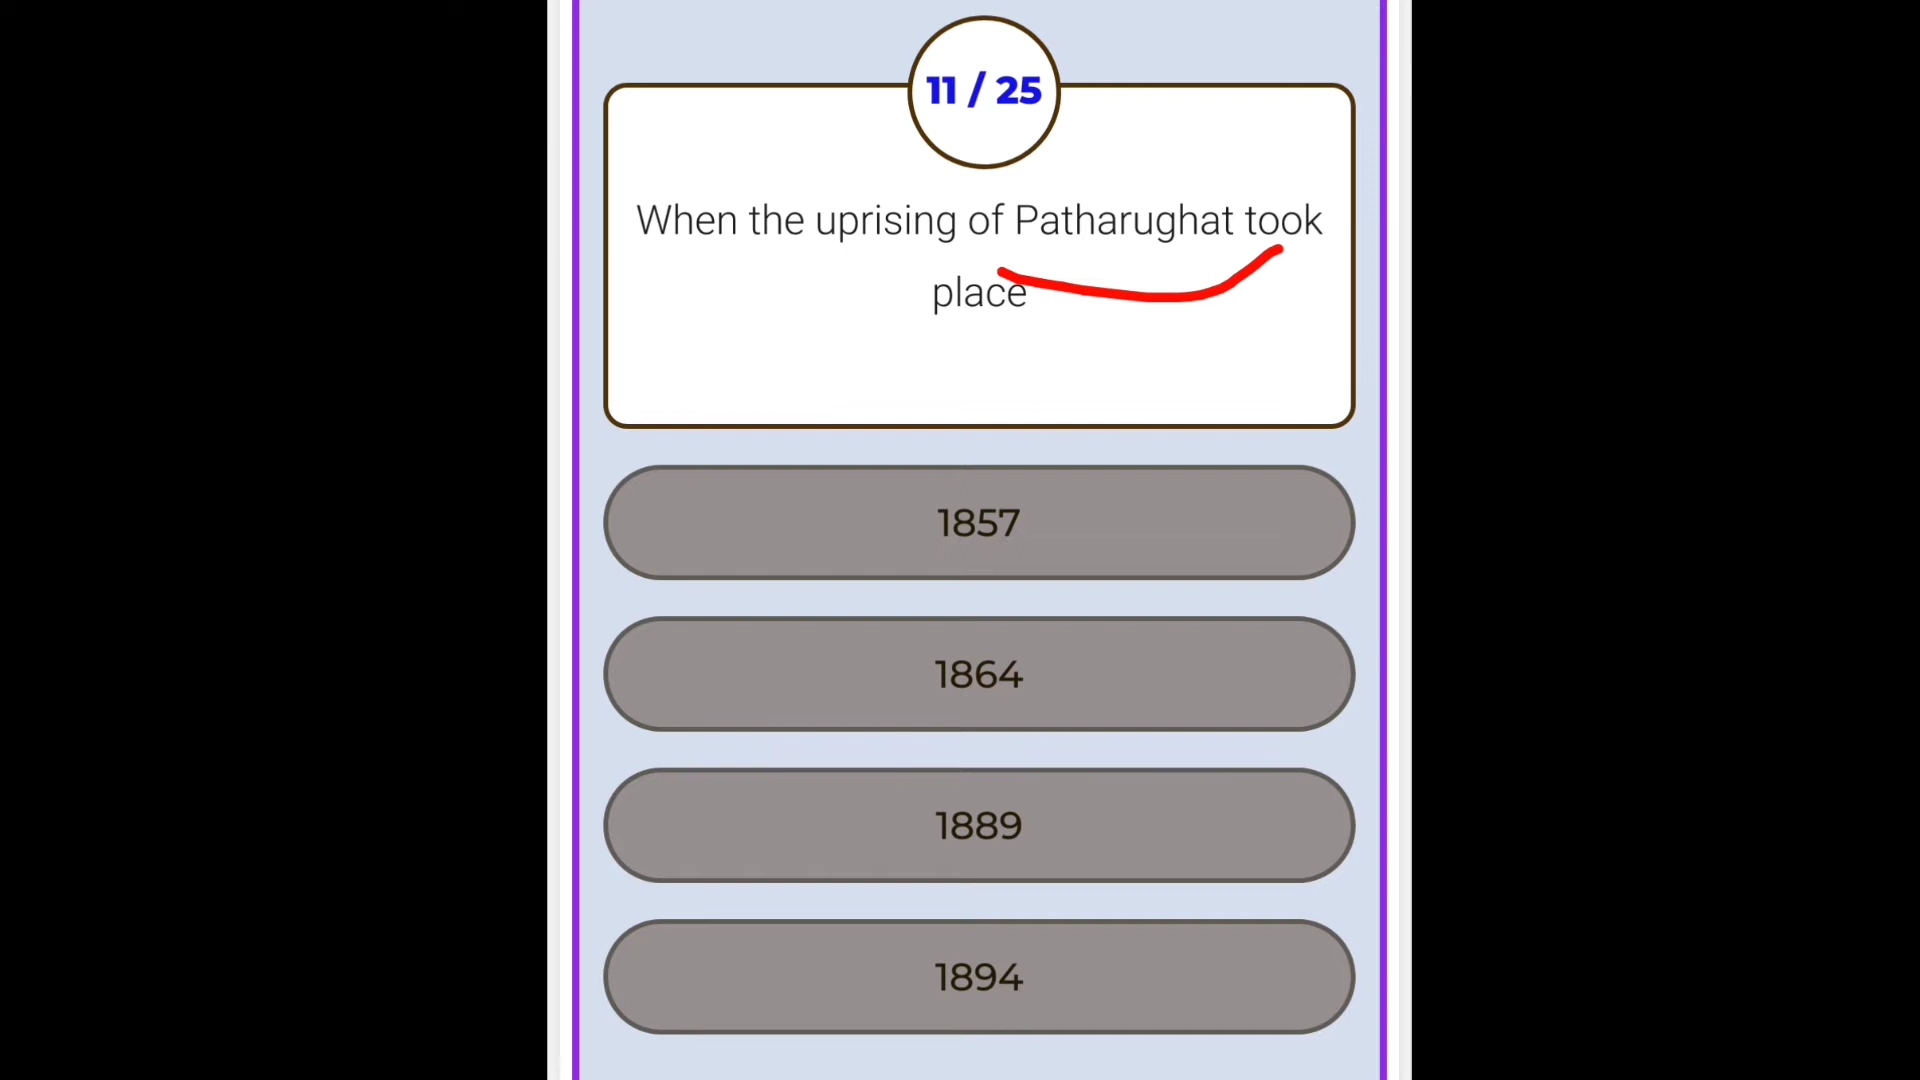 11 / 25
When the uprising of Patharughat took
place
1857
1864
1889
1894